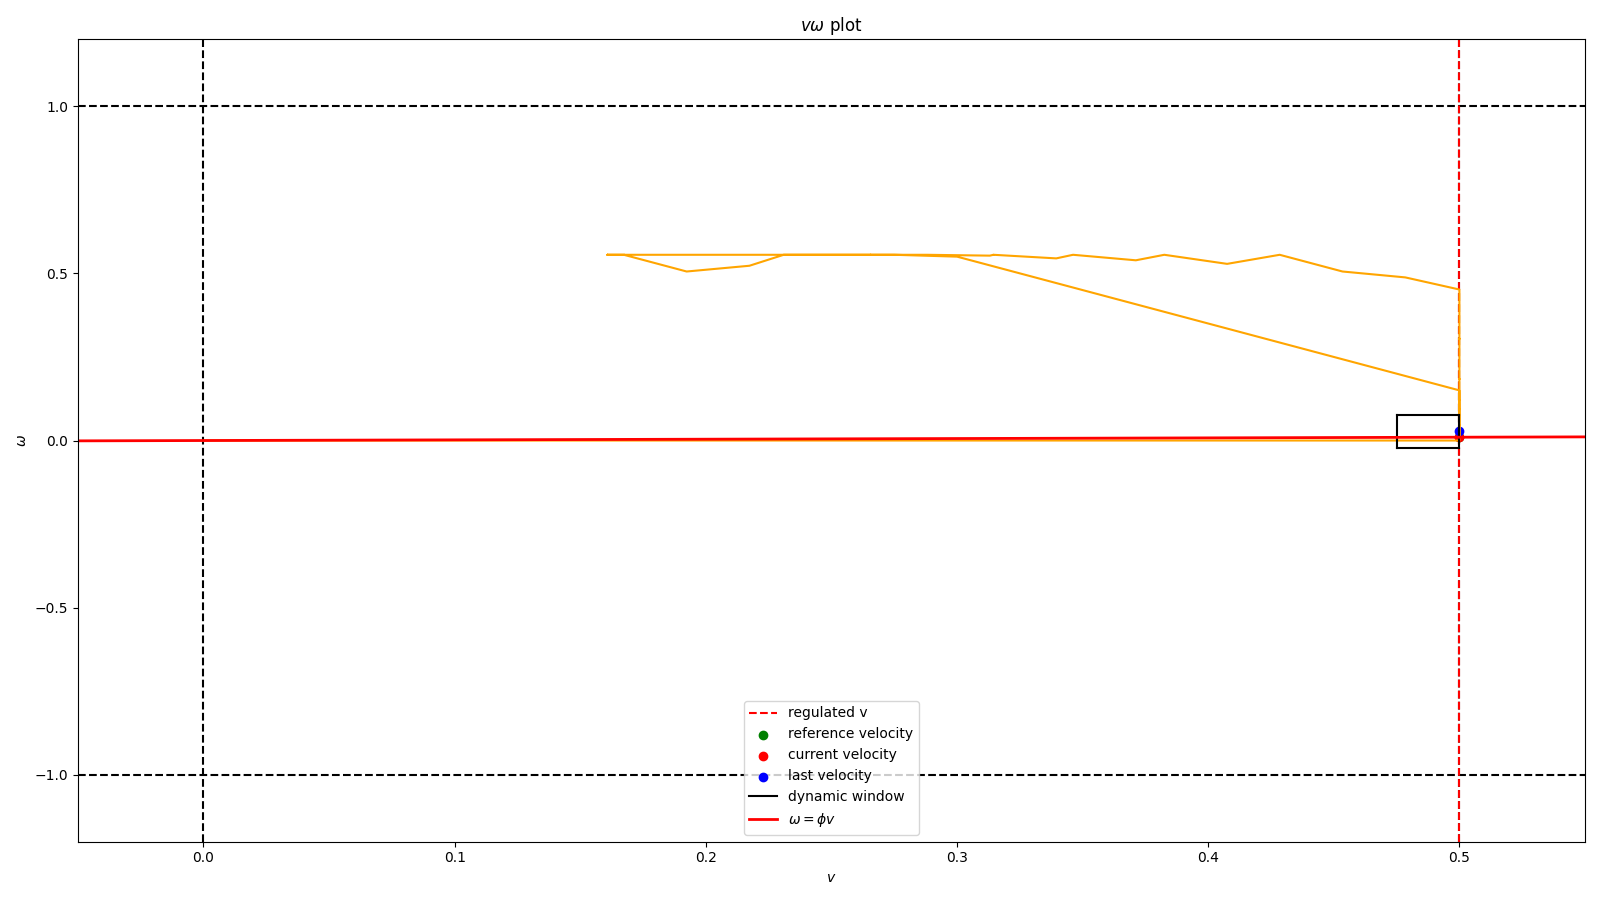 vω plot
1.0
0.5
0.0
−0.5
−1.0
ω
regulated v
reference velocity
current velocity
last velocity
dynamic window
ω = ϕv
0.0 0.1 0.2 0.3 0.4 0.5
v